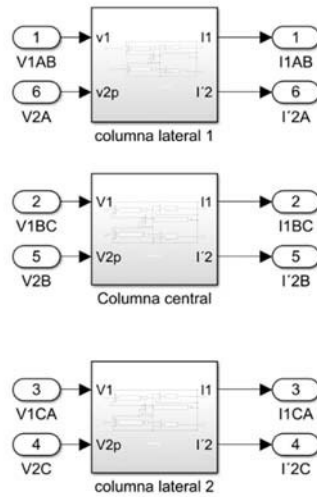 1 v1 I1 1
V1AB I1AB
6 v2p I´2 6
V2A I´2A
columna lateral 1
2 V1 I1 2
V1BC I1BC
5 V2p I´2 5
V2B I´2B
Columna central
3 V1 I1 3
V1CA I1CA
4 V2p I´2 4
V2C I´2C
columna lateral 2